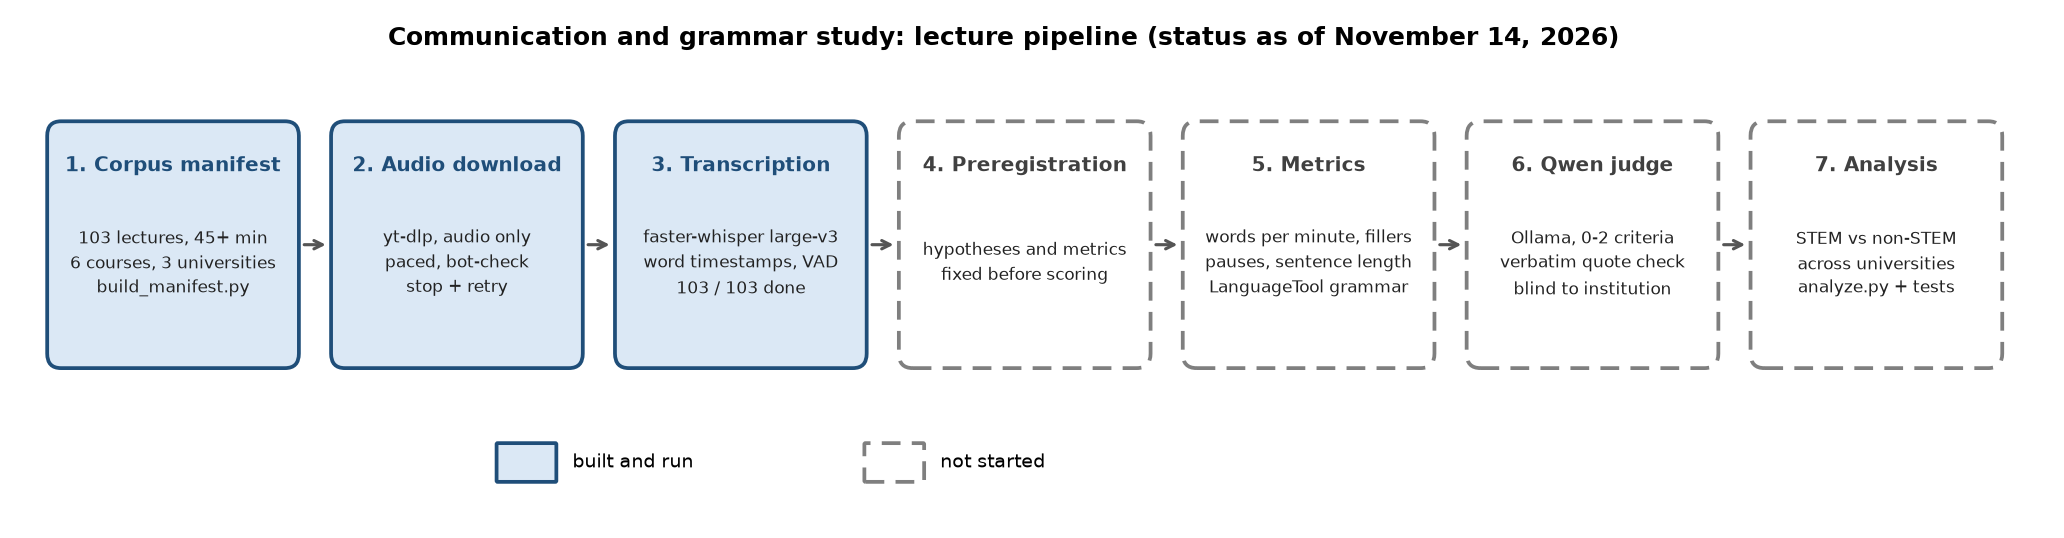 Communication and grammar study: lecture pipeline (status as of November 14, 2026)
1. Corpus manifest
103 lectures, 45+ min
6 courses, 3 universities
build_manifest.py
2. Audio download
yt-dlp, audio only
paced, bot-check
stop + retry
3. Transcription
faster-whisper large-v3
word timestamps, VAD
103 / 103 done
4. Preregistration
hypotheses and metrics
fixed before scoring
5. Metrics
words per minute, fillers
pauses, sentence length
LanguageTool grammar
6. Qwen judge
Ollama, 0-2 criteria
verbatim quote check
blind to institution
7. Analysis
STEM vs non-STEM
across universities
analyze.py + tests
built and run
not started